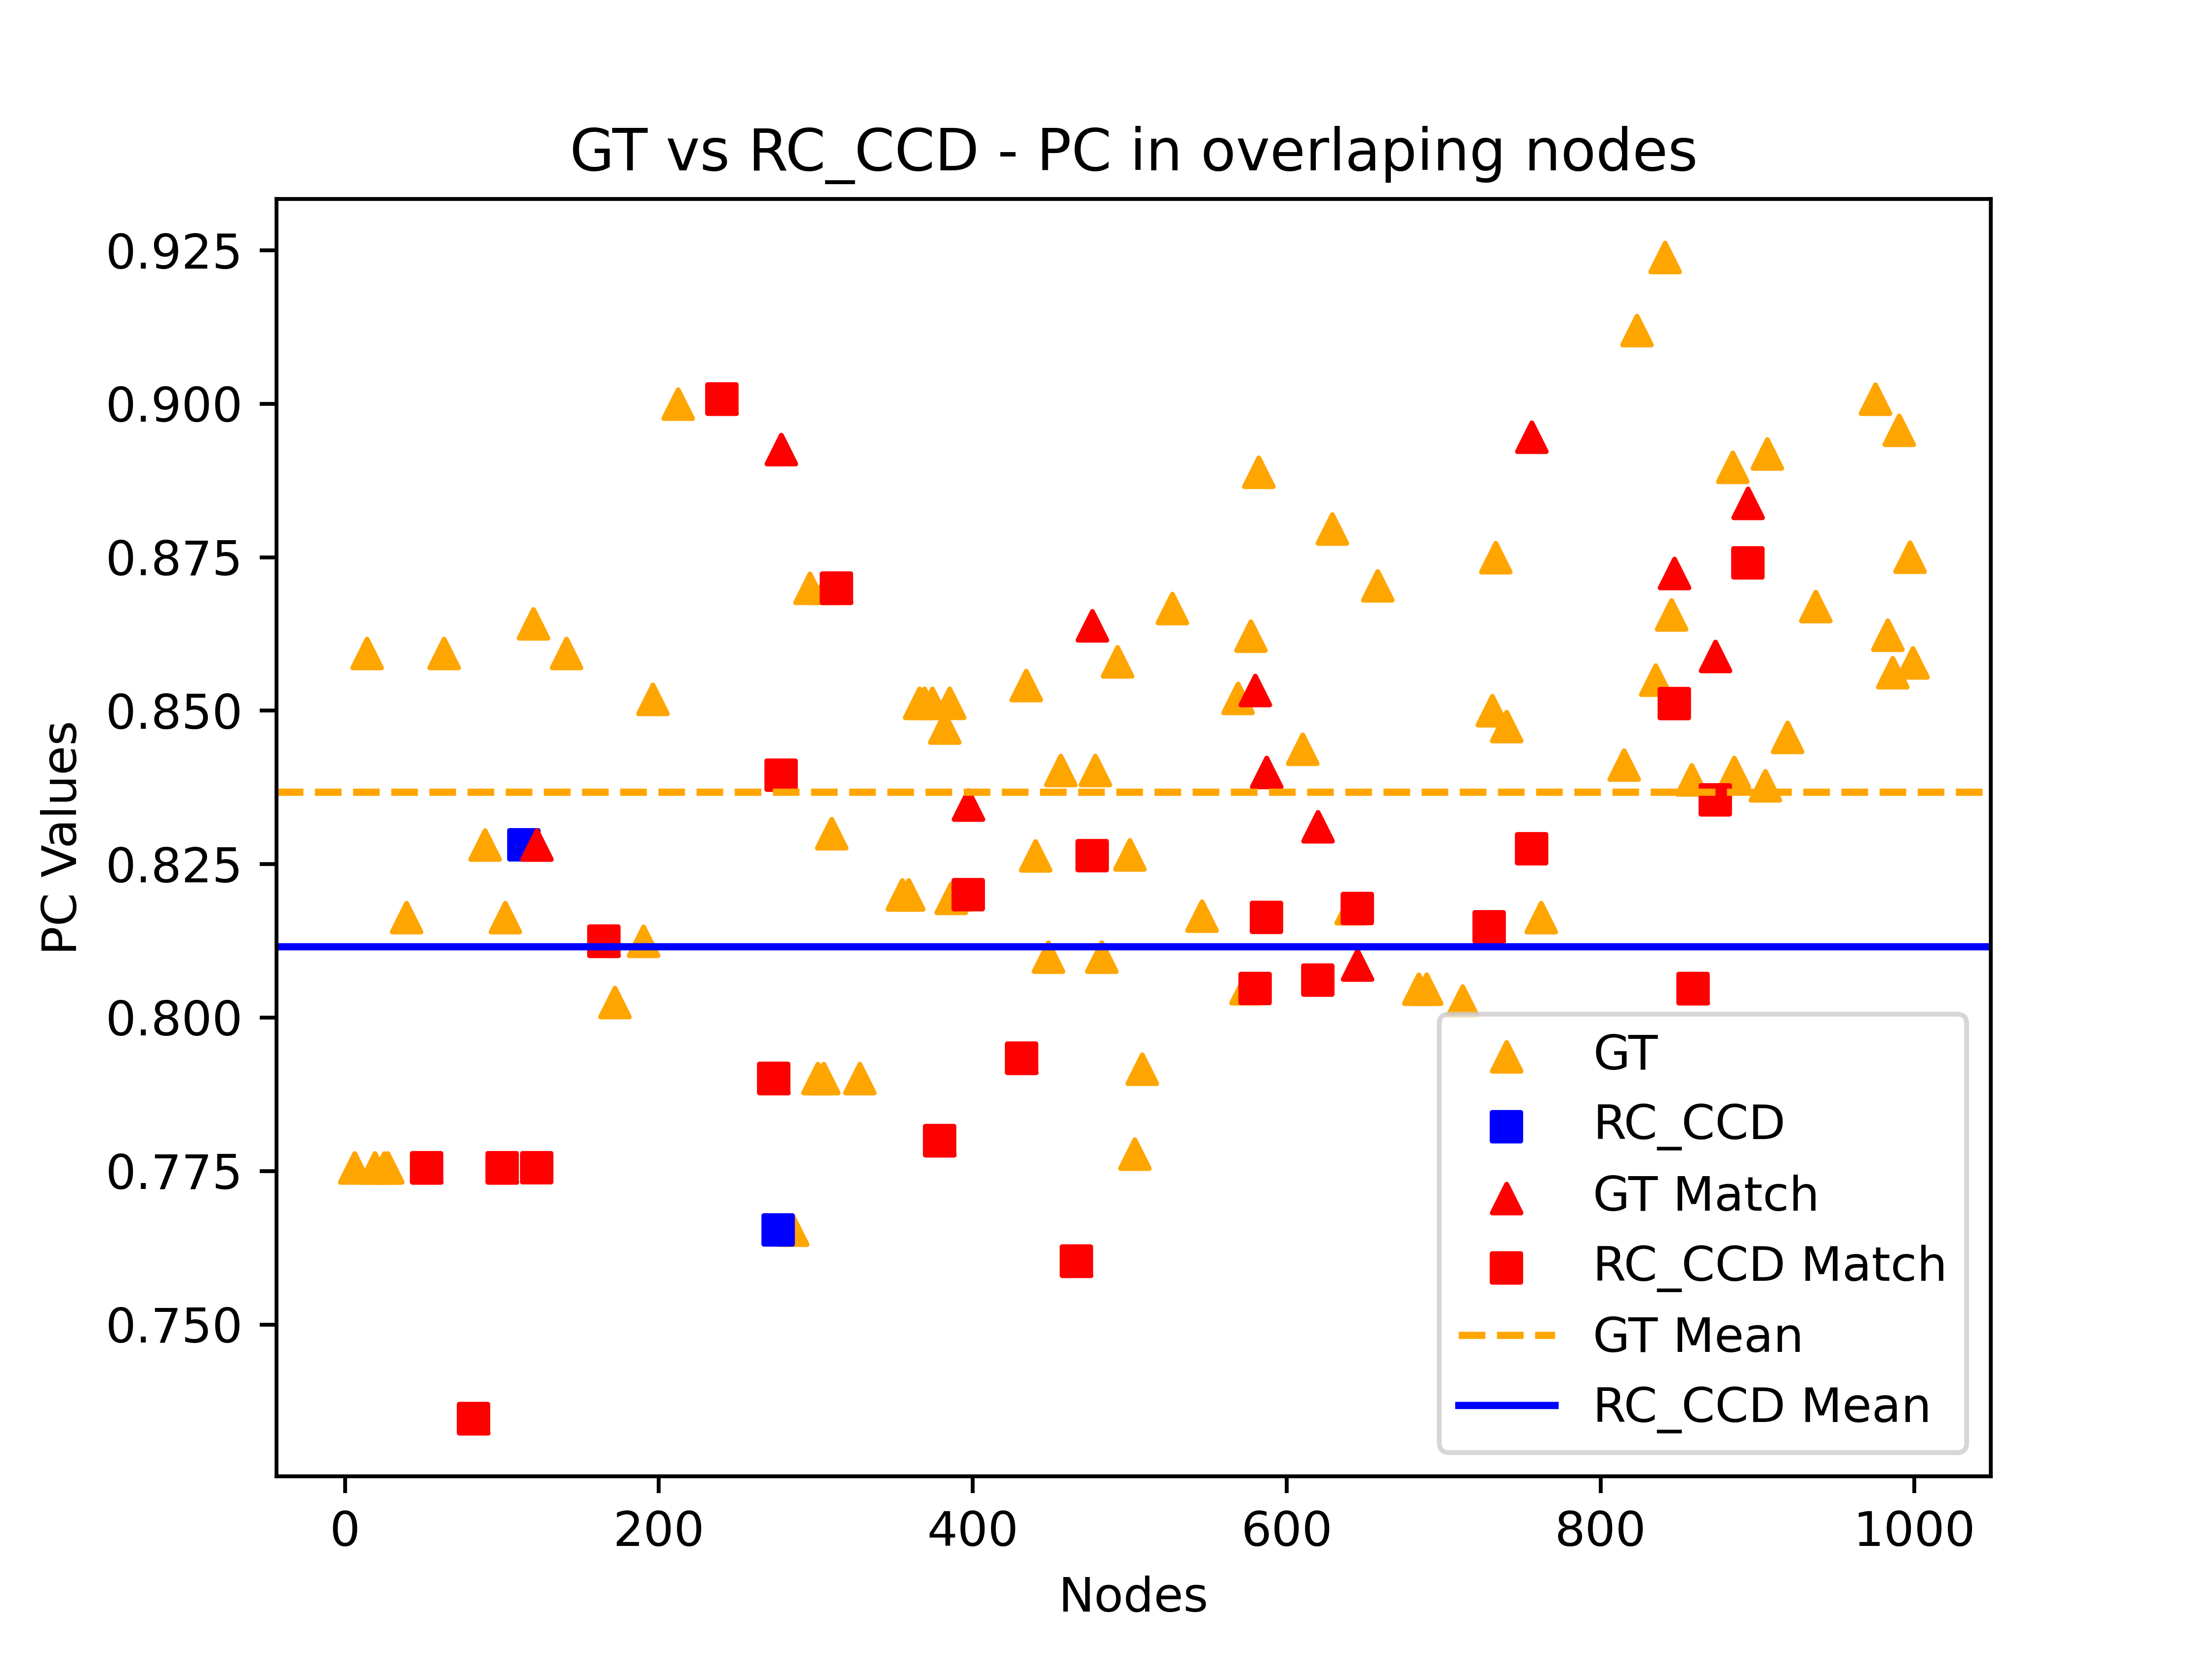 GT vs RC_CCD - PC in overlaping nodes
PC Values
0.925
0.900
0.875
0.850
0.825
0.800
0.775
0.750
GT
RC_CCD
GT Match
RC_CCD Match
GT Mean
RC_CCD Mean
0 200 400 600 800 1000
Nodes